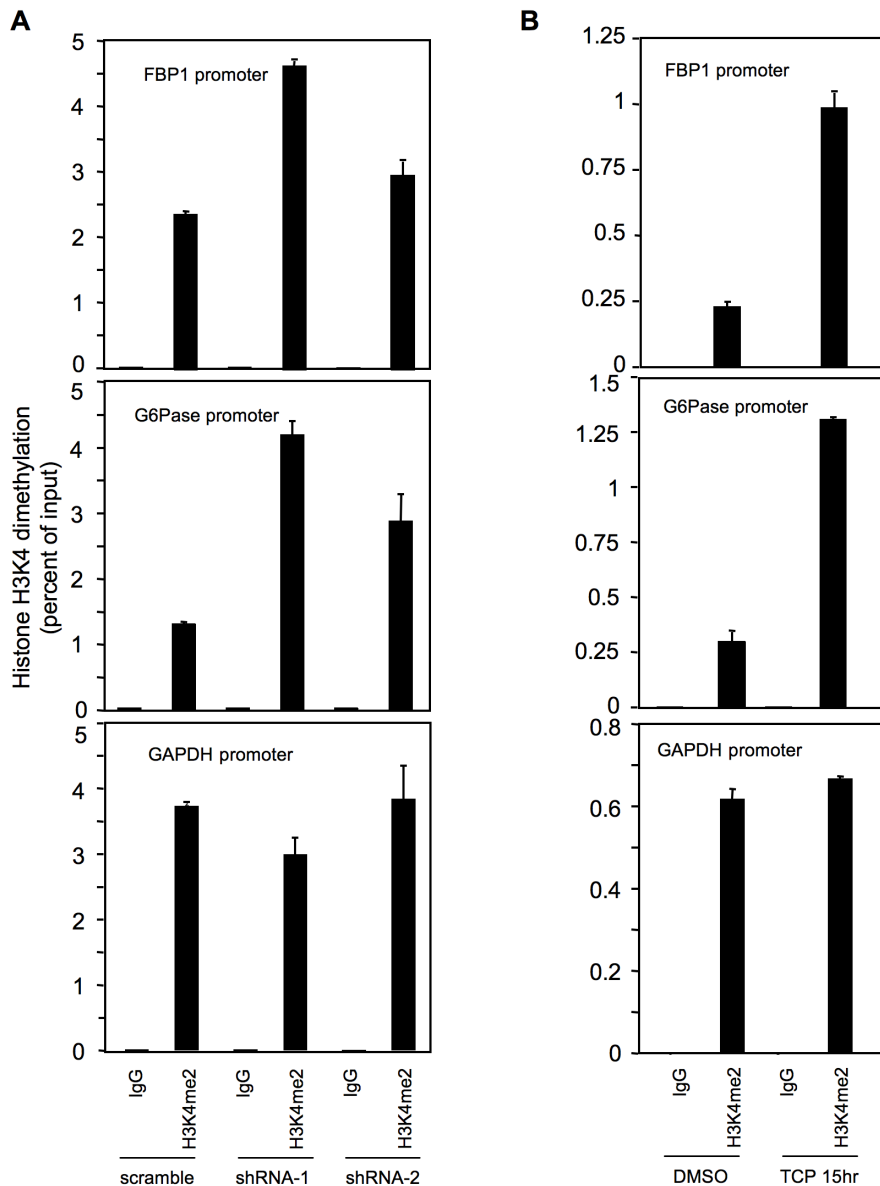 A
Histone H3K4 dimethylation
(percent of input)
FBP1 promoter
5
4
3
2
1
0
G6Pase promoter
5
4
3
2
1
0
GAPDH promoter
5
4
3
2
1
0
IgG
H3K4me2
IgG
H3K4me2
IgG
H3K4me2
scramble
shRNA-1
shRNA-2
B
FBP1 promoter
1.25
1
0.75
0.5
0.25
0
G6Pase promoter
1.5
1.25
1
0.75
0.5
0.25
0
GAPDH promoter
0.8
0.6
0.4
0.2
0
IgG
H3K4me2
IgG
H3K4me2
DMSO
TCP 15hr